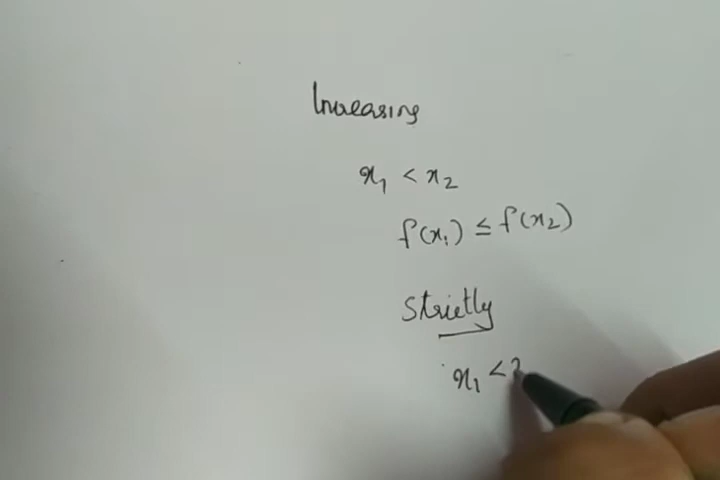 Increasing
x₁ < x₂
f(x₁) ≤ f(x₂)
Strictly
x₁ <